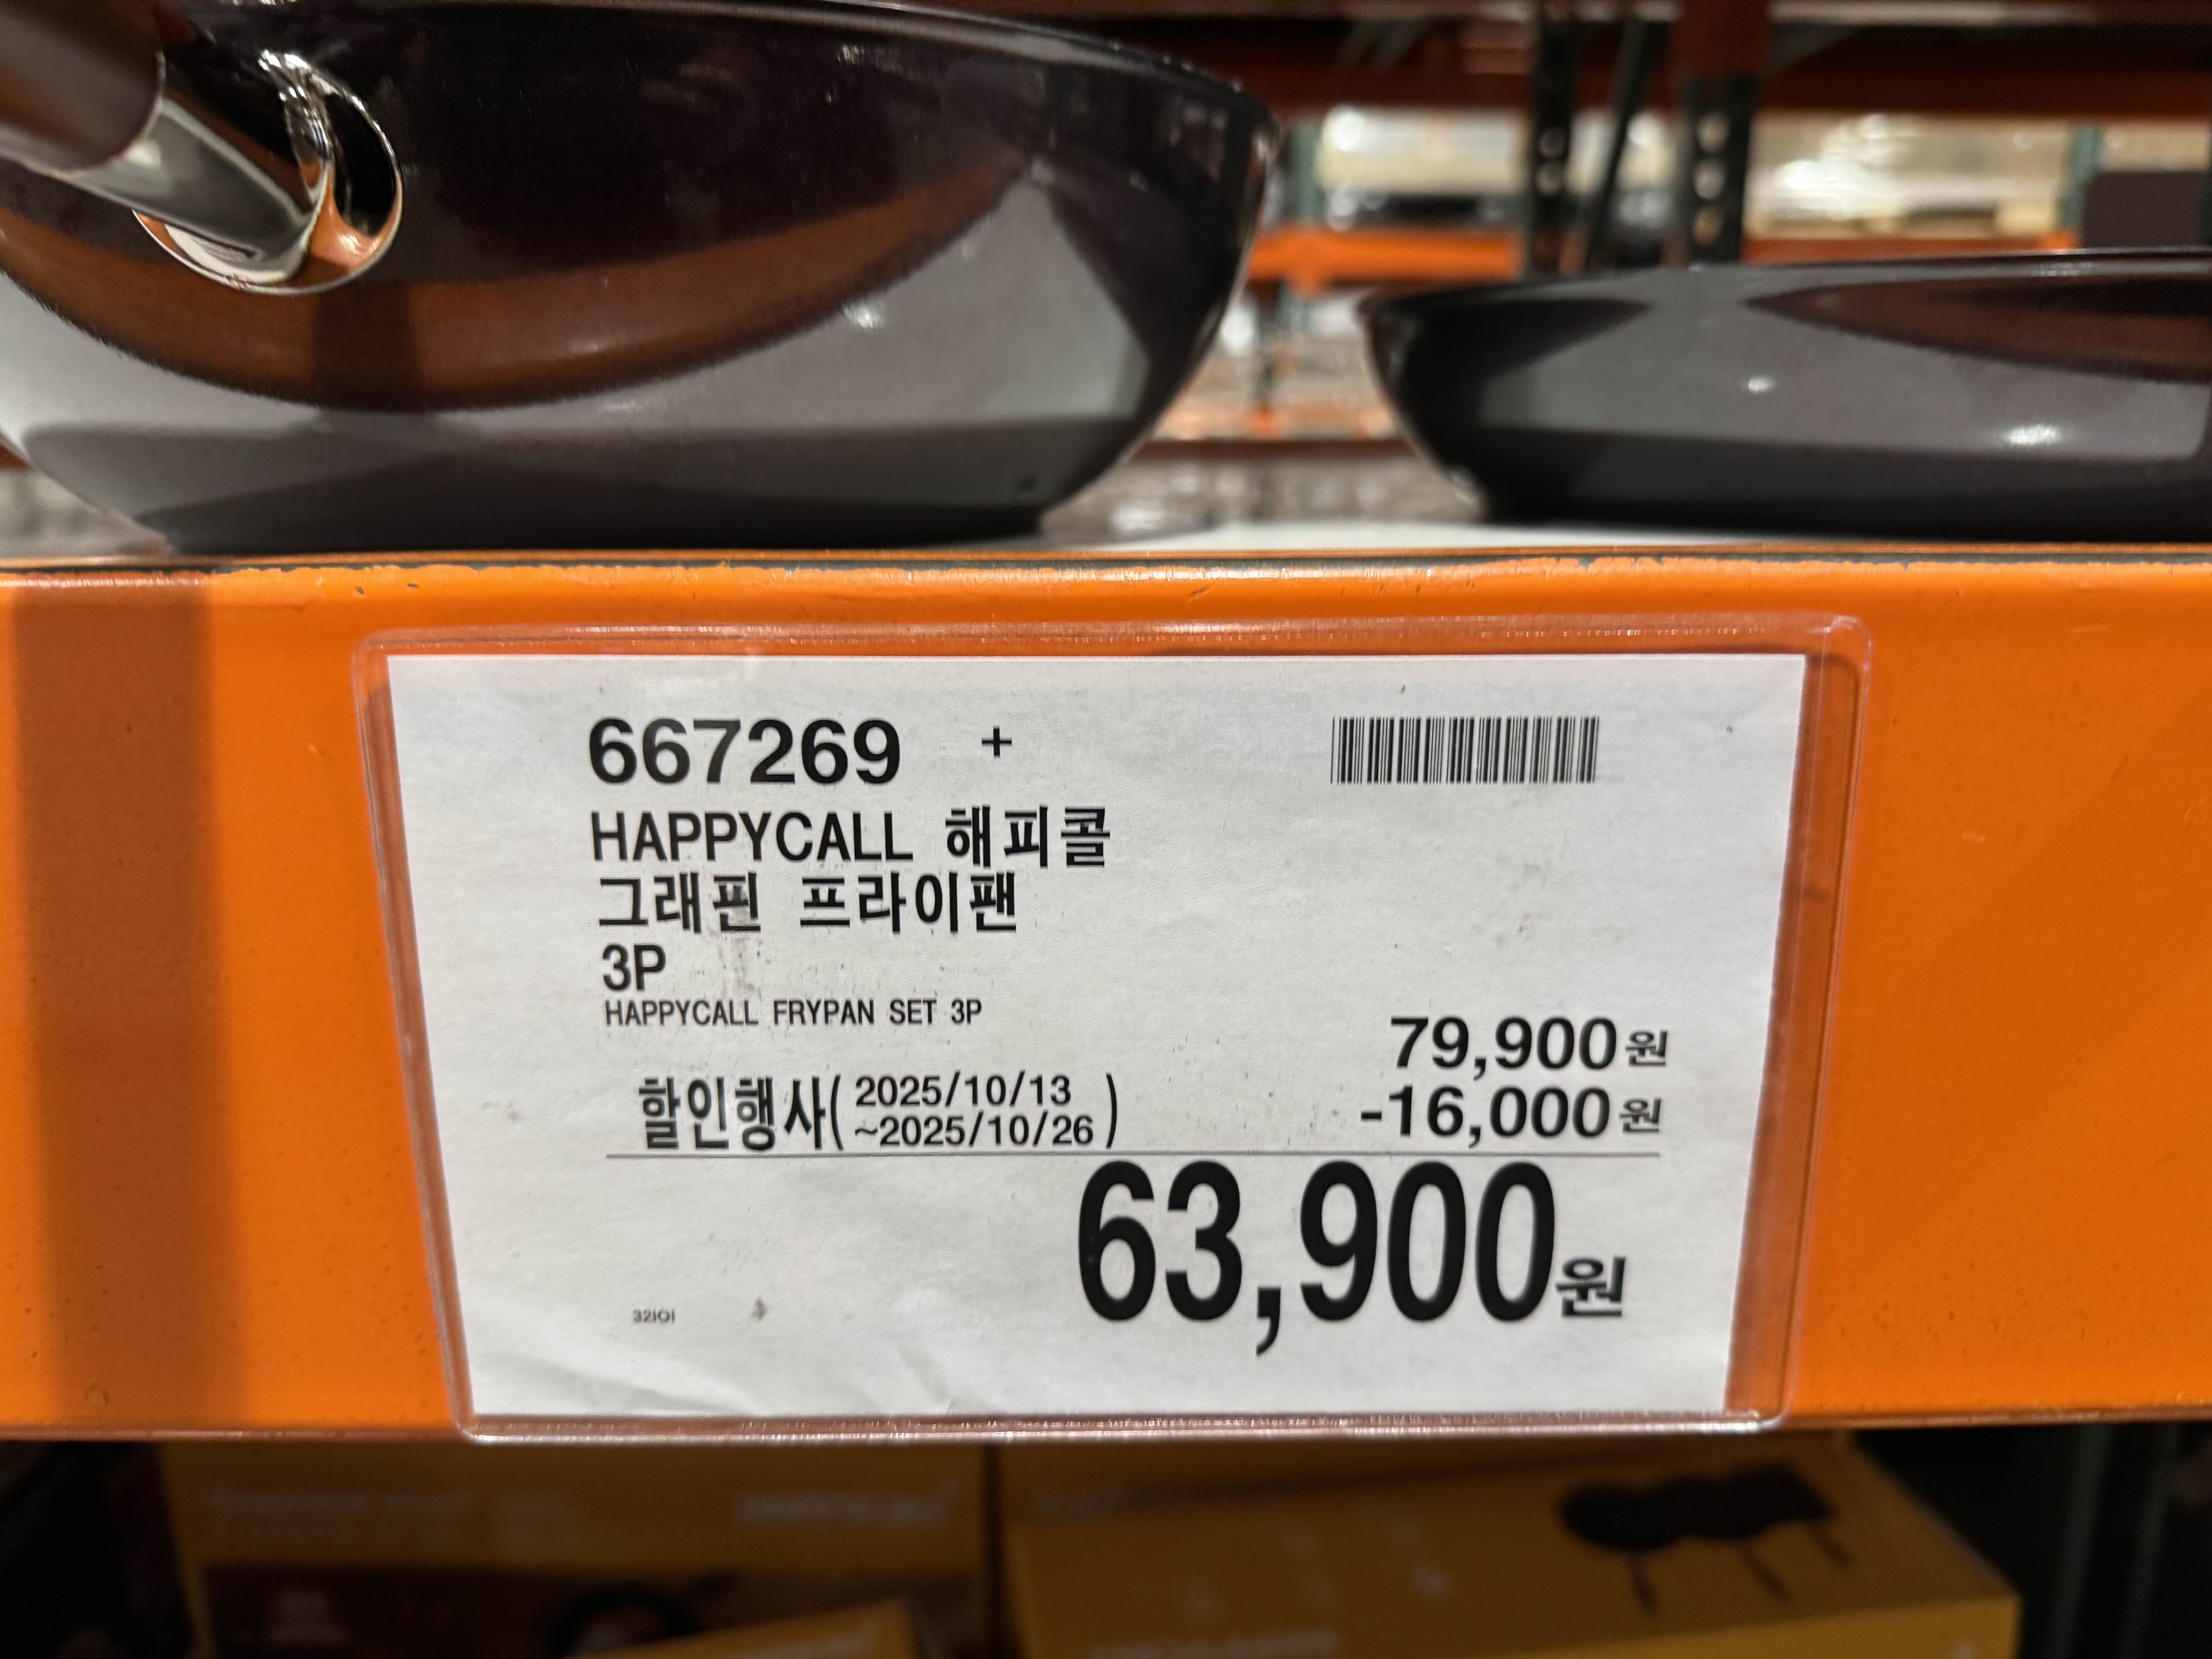 667269 +
HAPPYCALL 해피콜
그래핀 프라이팬
3P
HAPPYCALL FRYPAN SET 3P
79,900원
할인행사( 2025/10/13 ~2025/10/26 )
-16,000원
63,900원
HAPPYCALL